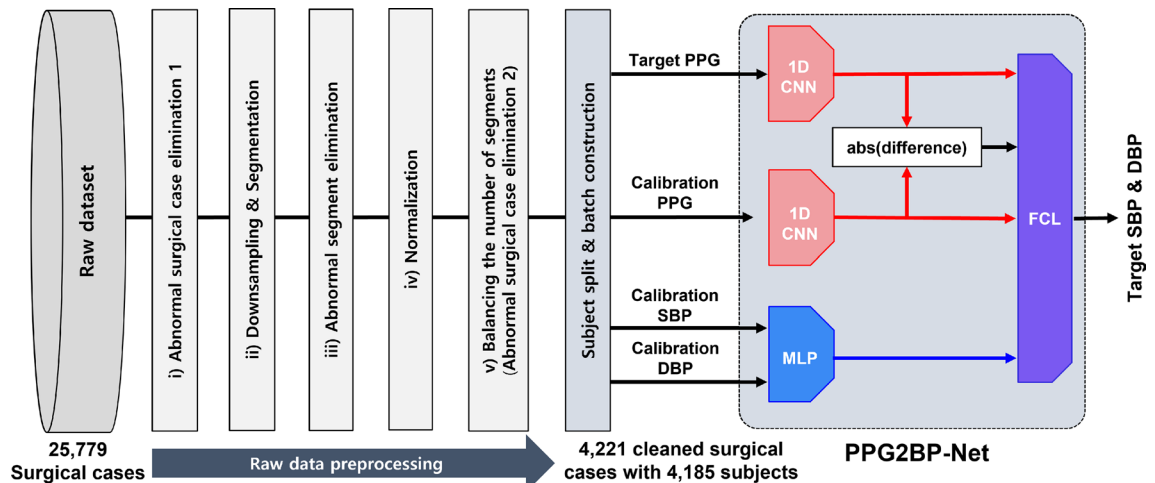 Raw dataset
25,779
Surgical cases
i) Abnormal surgical case elimination 1
ii) Downsampling & Segmentation
iii) Abnormal segment elimination
iv) Normalization
v) Balancing the number of segments
(Abnormal surgical case elimination 2)
Raw data preprocessing
Subject split & batch construction
4,221 cleaned surgical
cases with 4,185 subjects
Target PPG
Calibration
PPG
Calibration
SBP
Calibration
DBP
1D
CNN
abs(difference)
1D
CNN
MLP
FCL
PPG2BP-Net
Target SBP & DBP